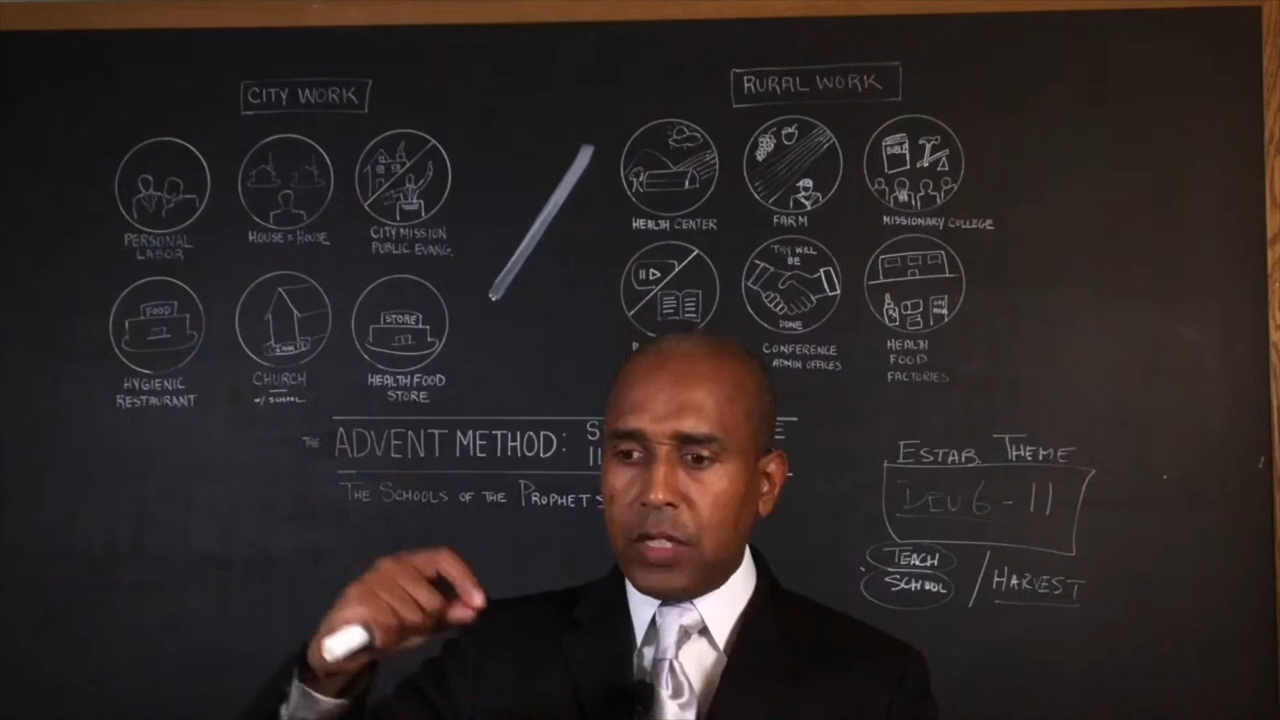 CITY WORK
RURAL WORK
PERSONAL
LABOR
HOUSE HOUSE
CITY MISSION
PUBLIC EVANG.
HEALTH CENTER
FARM
BIBLE
MISSIONARY COLLEGE
FOOD
HYGIENIC
RESTAURANT
CHURCH
W/ SCHOOL
STORE
HEALTH FOOD
STORE
THY WILL
BE
DONE
CONFERENCE
ADMIN OFFICES
HEALTH
FOOD
FACTORIES
THE ADVENT METHOD:
THE SCHOOLS OF THE PROPHETS
ESTAB. THEME
DEU 6 - 11
TEACH
SCHOOL / HARVEST